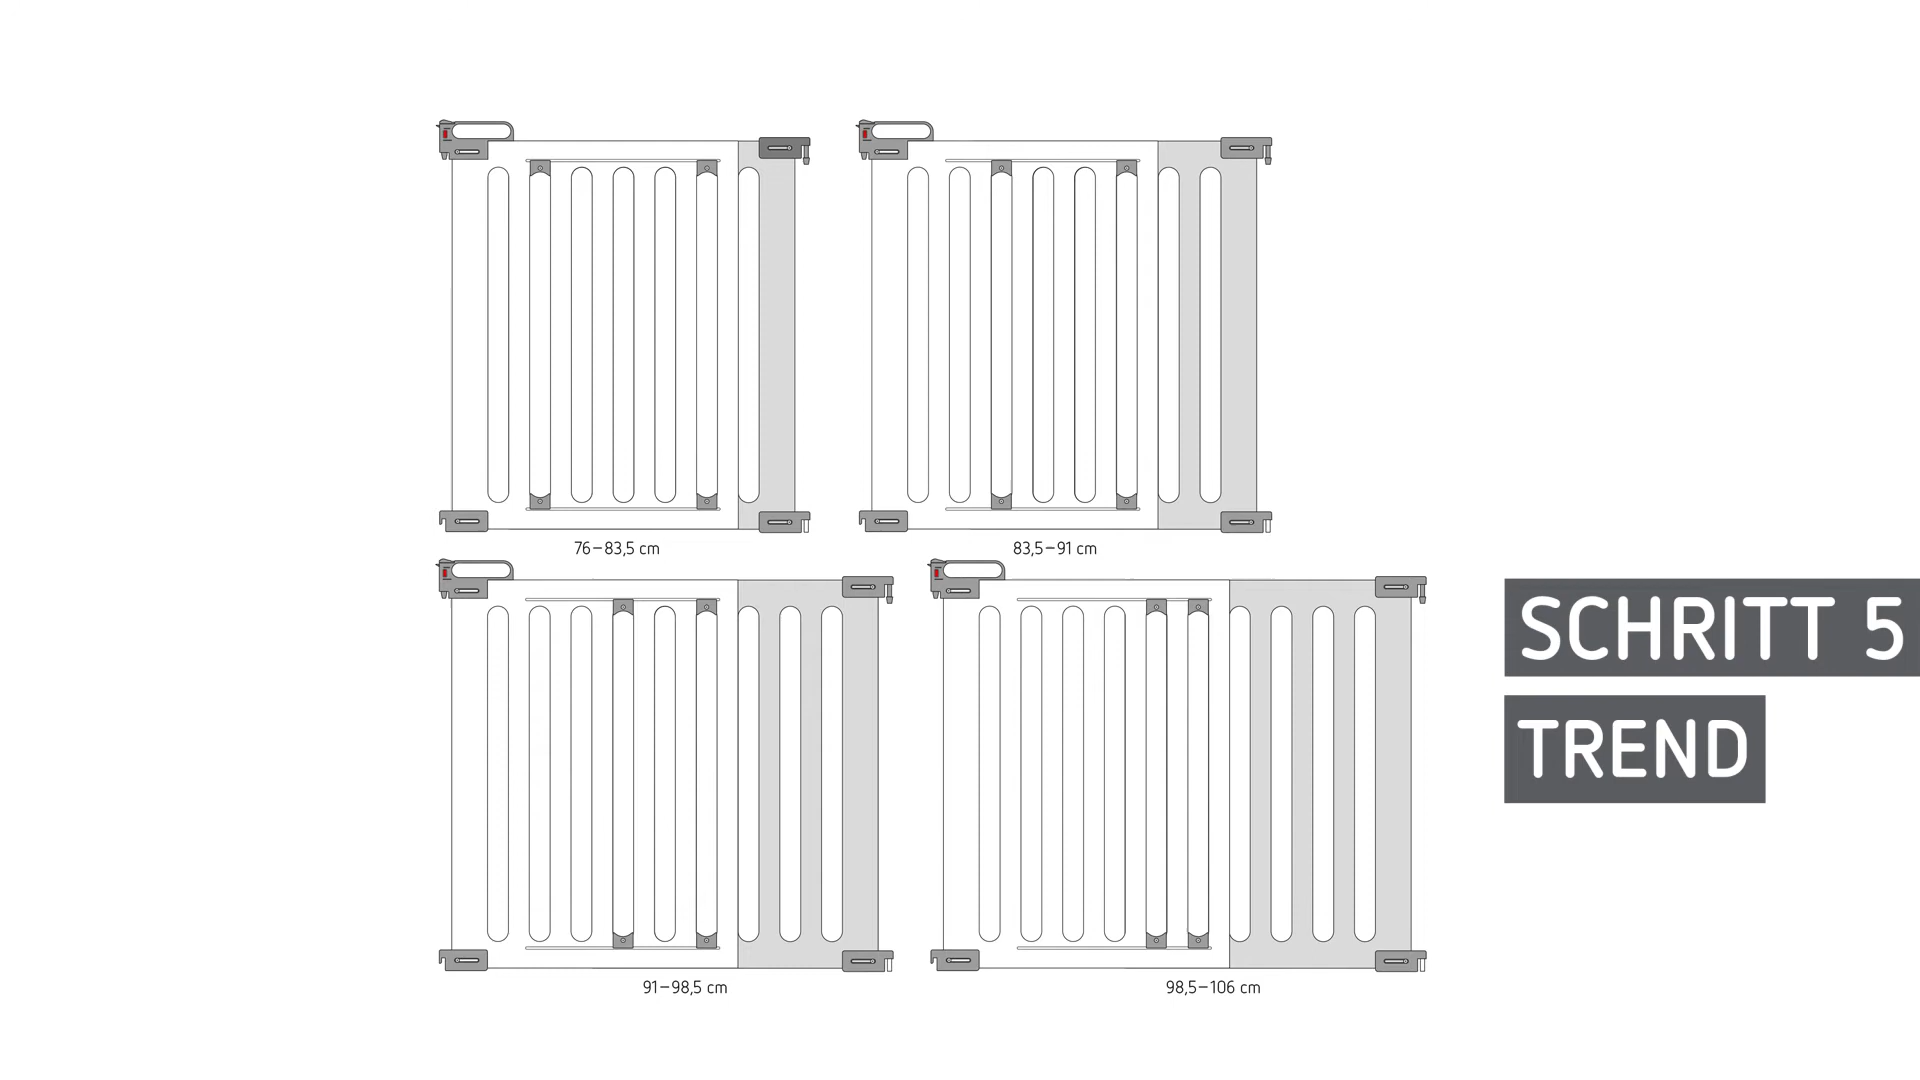 76–83,5 cm
83,5–91 cm
91–98,5 cm
98,5–106 cm
SCHRITT 5
TREND